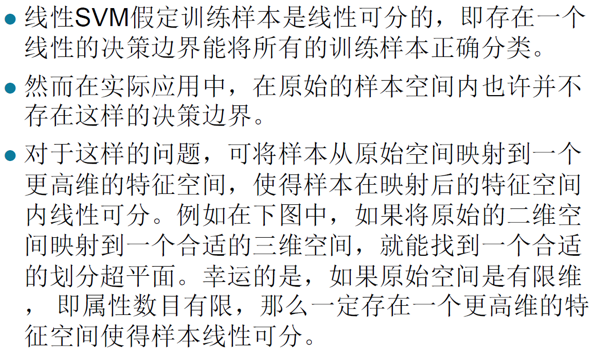 ● 线性SVM假定训练样本是线性可分的，即存在一个
线性的决策边界能将所有的训练样本正确分类。
● 然而在实际应用中，在原始的样本空间内也许并不
存在这样的决策边界。
● 对于这样的问题，可将样本从原始空间映射到一个
更高维的特征空间，使得样本在映射后的特征空间
内线性可分。例如在下图中，如果将原始的二维空
间映射到一个合适的三维空间，就能找到一个合适
的划分超平面。幸运的是，如果原始空间是有限维
， 即属性数目有限，那么一定存在一个更高维的特
征空间使得样本线性可分。